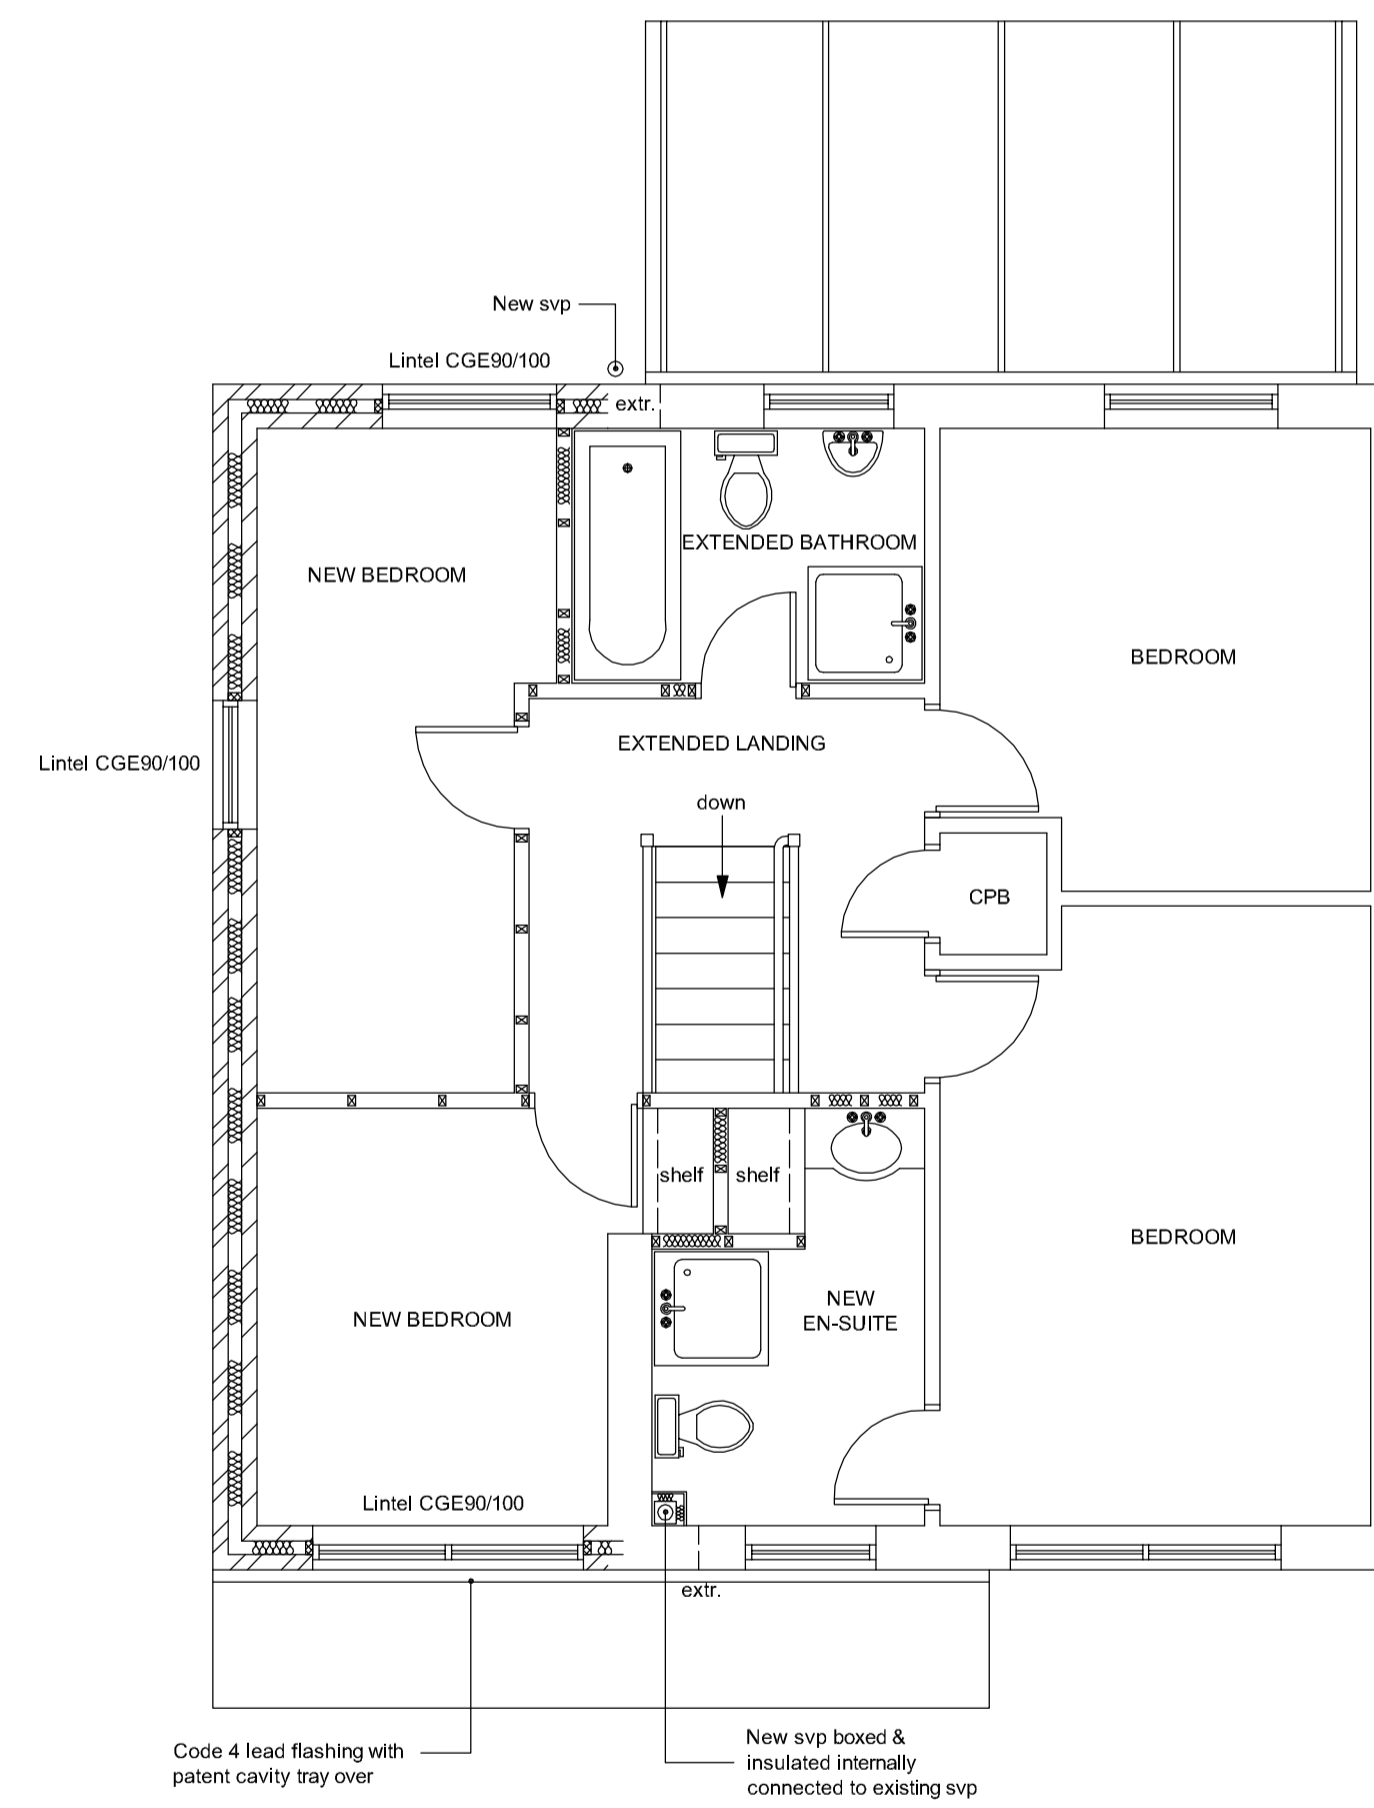 New svp
Lintel CGE90/100
extr.
EXTENDED BATHROOM
NEW BEDROOM
BEDROOM
EXTENDED LANDING
Lintel CGE90/100
down
CPB
shelf
shelf
BEDROOM
NEW
EN-SUITE
NEW BEDROOM
Lintel CGE90/100
extr.
Code 4 lead flashing with
patent cavity tray over
New svp boxed &
insulated internally
connected to existing svp